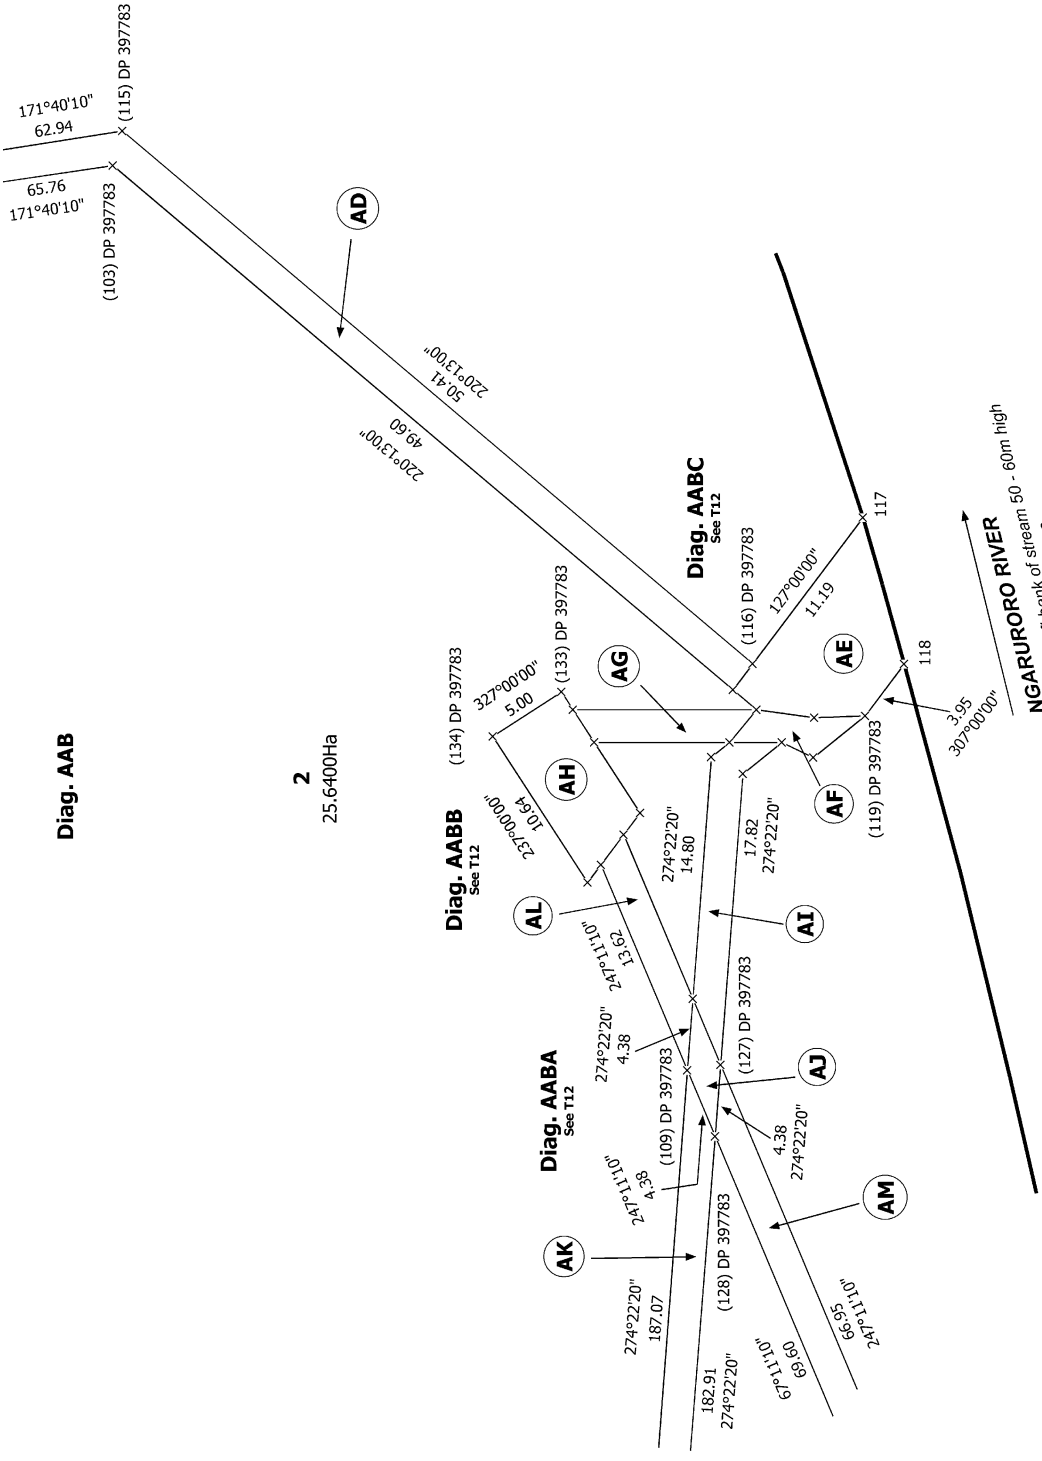 Diag. AAB
2
25.6400Ha
171°40'10"
62.94
(115) DP 397783
65.76
171°40'10"
(103) DP 397783
AD
220°13'00"
50.41
49.60
220°13'00"
Diag. AABC
See T12
(116) DP 397783
127°00'00"
11.19
117
118
AE
3.95
307°00'00"
(119) DP 397783
NGARURORO RIVER
bank of stream 50 - 60m high
(133) DP 397783
(134) DP 397783
327°00'00"
5.00
AG
AH
AF
237°00'00"
10.64
Diag. AABB
See T12
AL
247°11'10"
13.62
274°22'20"
14.80
17.82
274°22'20"
AI
274°22'20"
4.38
(127) DP 397783
Diag. AABA
See T12
(109) DP 397783
AJ
4.38
274°22'20"
247°11'10"
4.38
AK
AM
(128) DP 397783
274°22'20"
187.07
182.91
274°22'20"
67°11'10"
69.60
66.95
247°11'10"